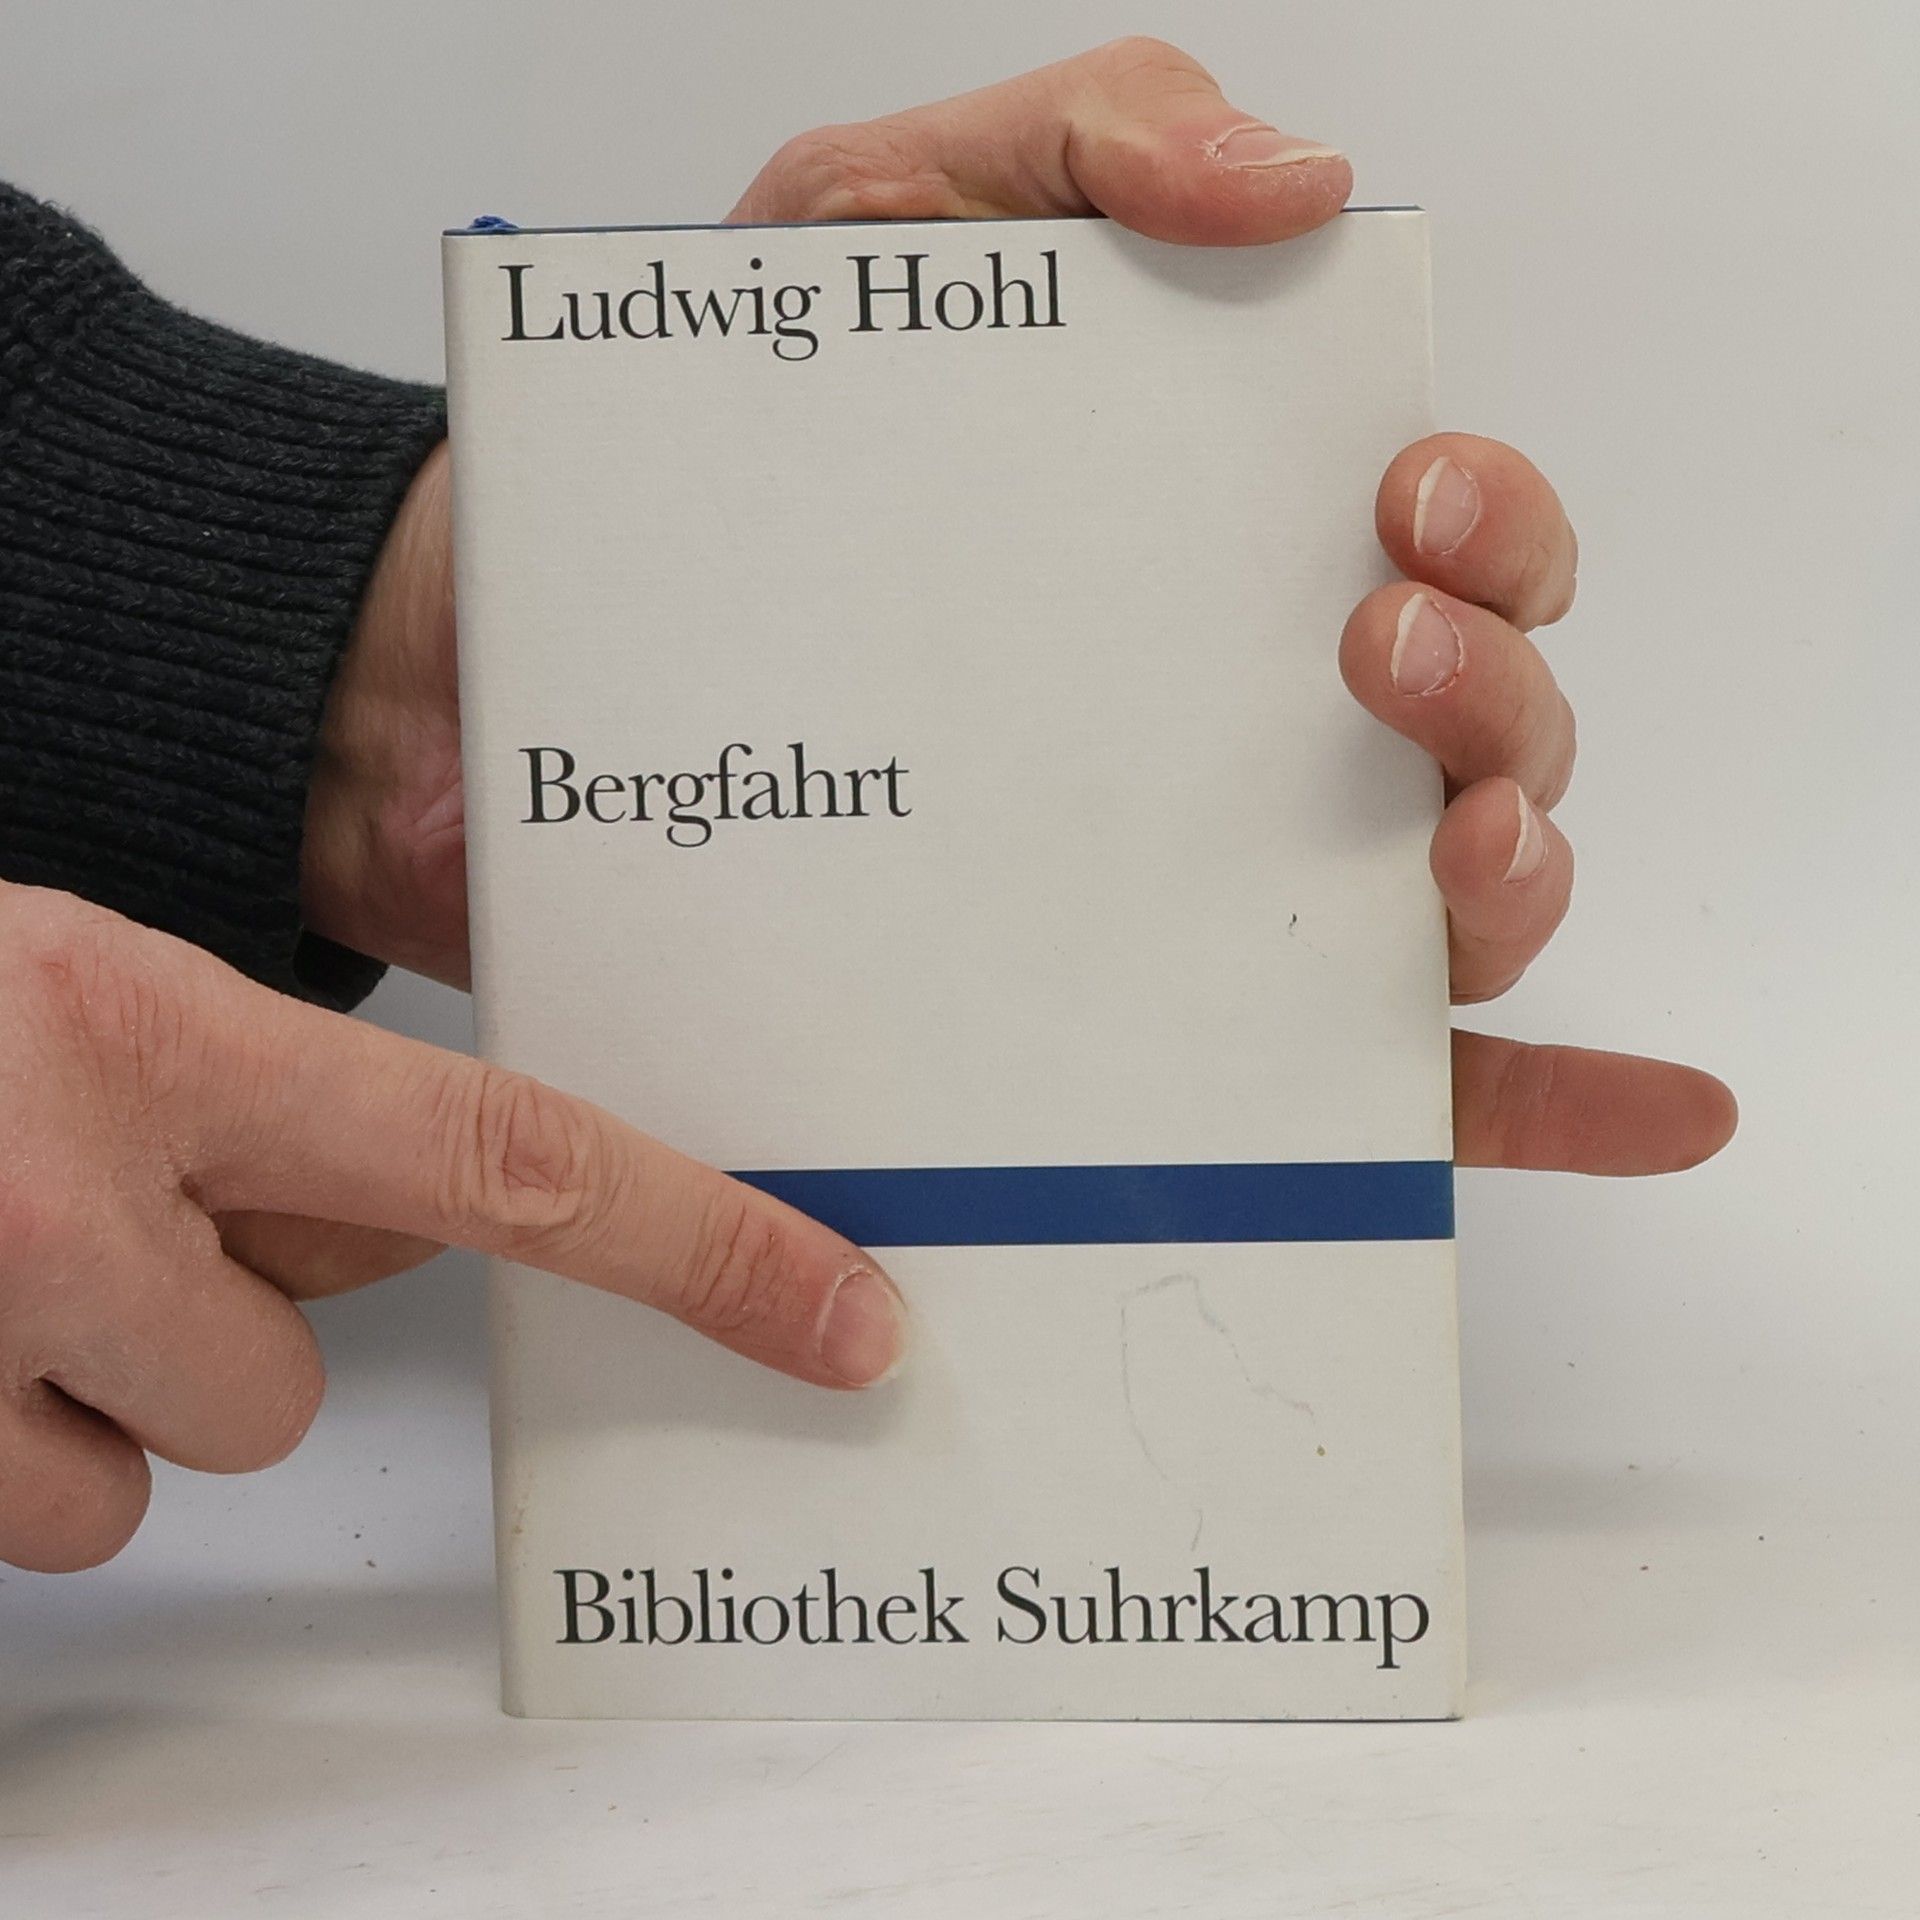 Ludwig Hohl
Bergfahrt
Bibliothek Suhrkamp